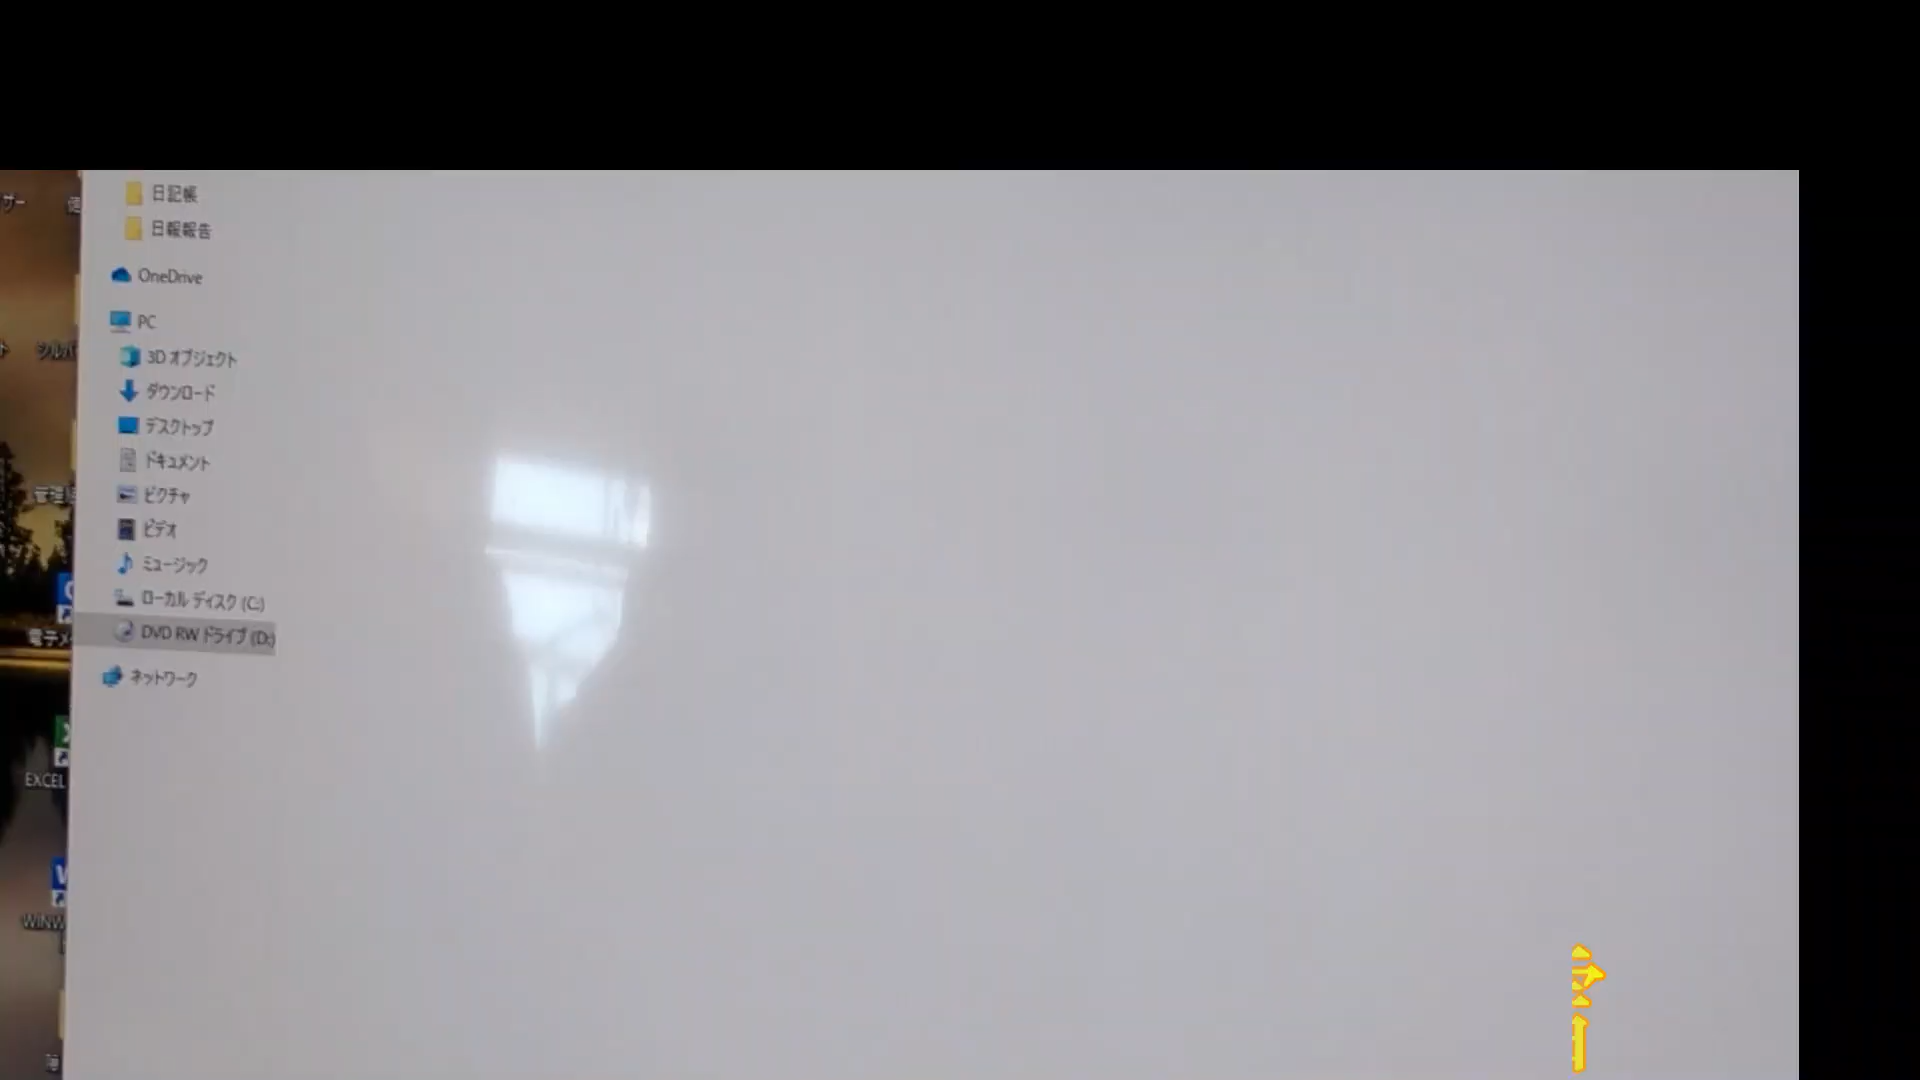 日記帳
日報報告
OneDrive
PC
3D オブジェクト
ダウンロード
デスクトップ
ドキュメント
ピクチャ
ビデオ
ミュージック
ローカル ディスク (C:)
DVD RW ドライブ (D:)
ネットワーク
EXCEL